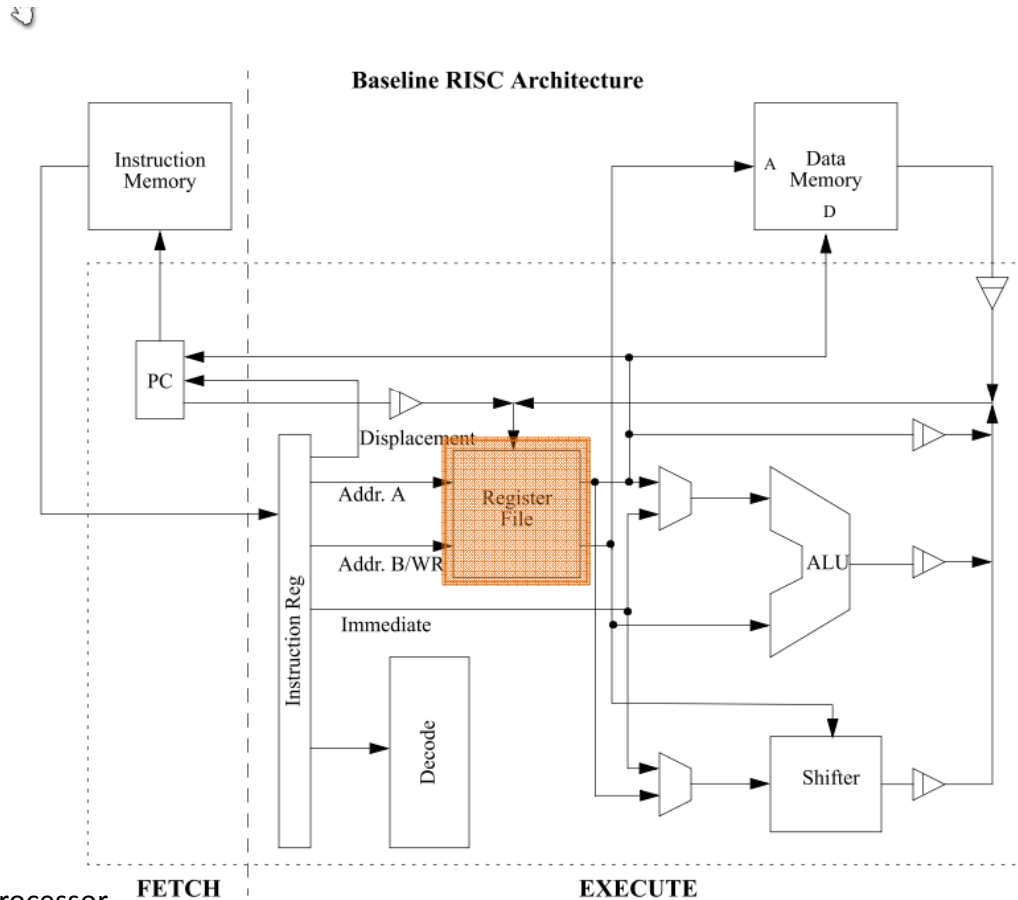 Baseline RISC Architecture
Instruction
Memory
A
Data
Memory
D
PC
Displacement
Addr. A
Register
File
Addr. B/WR
ALU
Immediate
Instruction Reg
Decode
Shifter
FETCH
EXECUTE